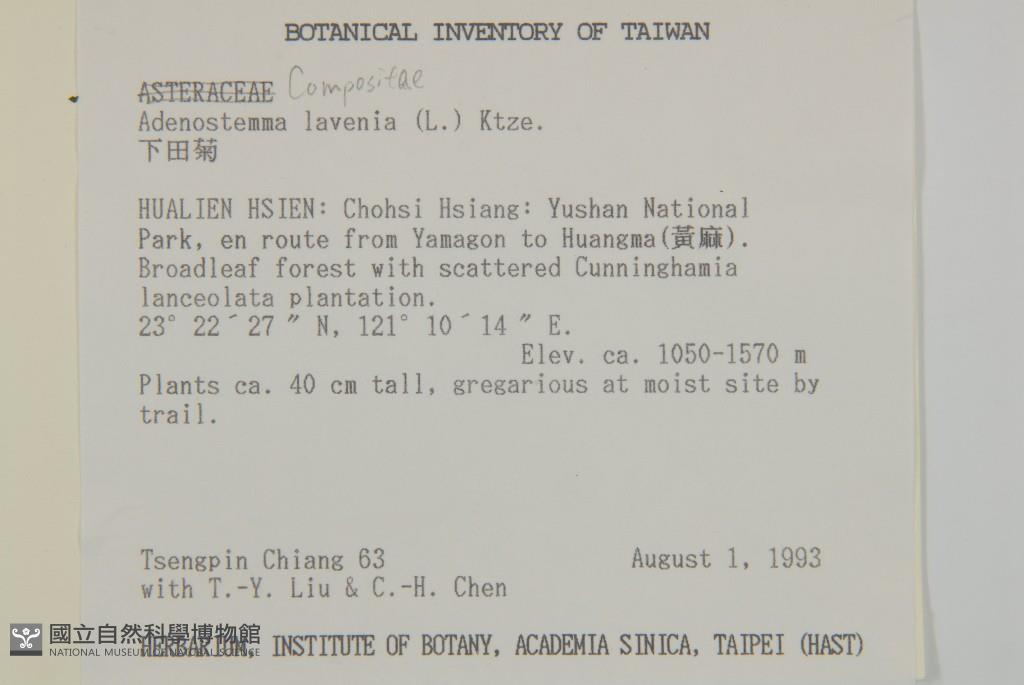 BOTANICAL INVENTORY OF TAIWAN
ASTERACEAE Compositae
Adenostemma lavenia (L.) Ktze.
下田菊
HUALIEN HSIEN: Chohsi Hsiang: Yushan National
Park, en route from Yamagon to Huangma(黃麻).
Broadleaf forest with scattered Cunninghamia
lanceolata plantation.
23° 22´27 ″ N, 121° 10´14 ″ E.
Elev. ca. 1050-1570 m
Plants ca. 40 cm tall, gregarious at moist site by
trail.
Tsengpin Chiang 63 August 1, 1993
with T.-Y. Liu & C.-H. Chen
國立自然科學博物館
NATIONAL MUSEUM OF NATURAL SCIENCE
HERBARIUM, INSTITUTE OF BOTANY, ACADEMIA SINICA, TAIPEI (HAST)